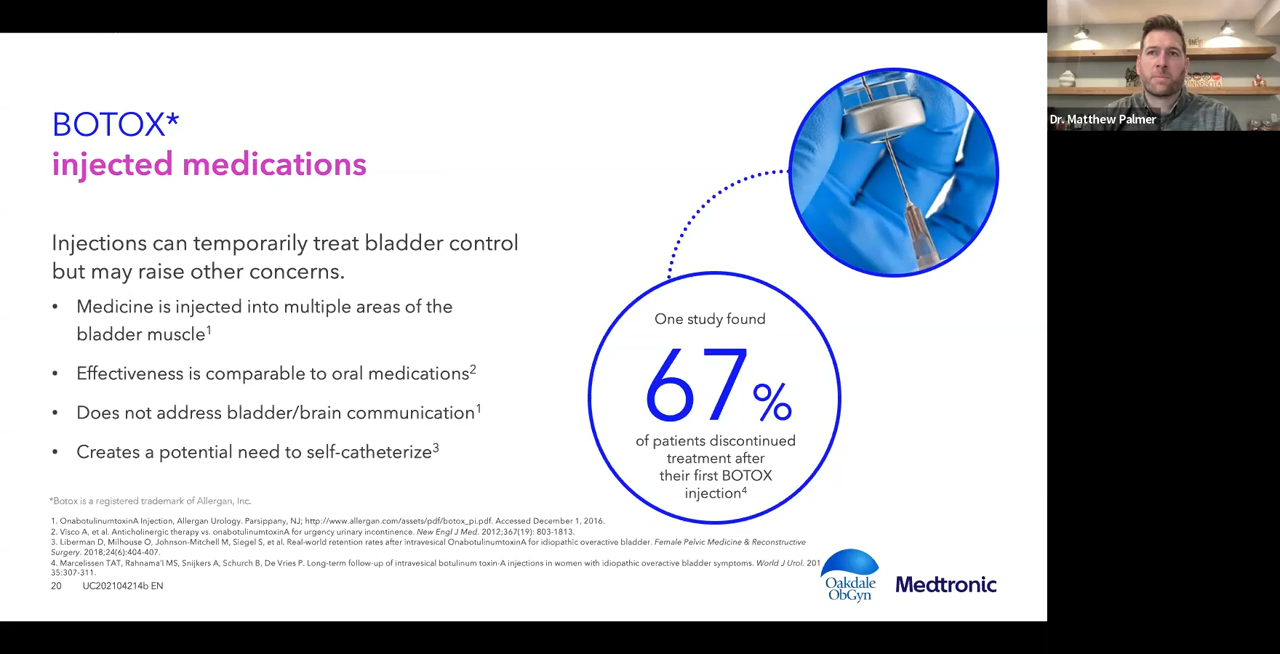 BOTOX*
injected medications
Injections can temporarily treat bladder control
but may raise other concerns.
• Medicine is injected into multiple areas of the
bladder muscle1
• Effectiveness is comparable to oral medications2
• Does not address bladder/brain communication1
• Creates a potential need to self-catheterize3
One study found
67%
of patients discontinued
treatment after
their first BOTOX
injection4
*Botox is a registered trademark of Allergan, Inc.
1. OnabotulinumtoxinA Injection, Allergan Urology. Parsippany, NJ; http://www.allergan.com/assets/pdf/botox_pi.pdf. Accessed December 1, 2016.
2. Visco A, et al. Anticholinergic therapy vs. onabotulinumtoxinA for urgency urinary incontinence. New Engl J Med. 2012;367(19): 803-1813.
3. Liberman D, Milhouse O, Johnson-Mitchell M, Siegel S, et al. Real-world retention rates after intravesical OnabotulinumtoxinA for idiopathic overactive bladder. Female Pelvic Medicine & Reconstructive
Surgery. 2018;24(6):404-407.
4. Marcelissen TAT, Rahnama'I MS, Snijkers A, Schurch B, De Vries P. Long-term follow-up of intravesical botulinum toxin-A injections in women with idiopathic overactive bladder symptoms. World J Urol. 201
35:307-311.
20 UC202104214b EN
Oakdale
ObGyn
Medtronic
Dr. Matthew Palmer